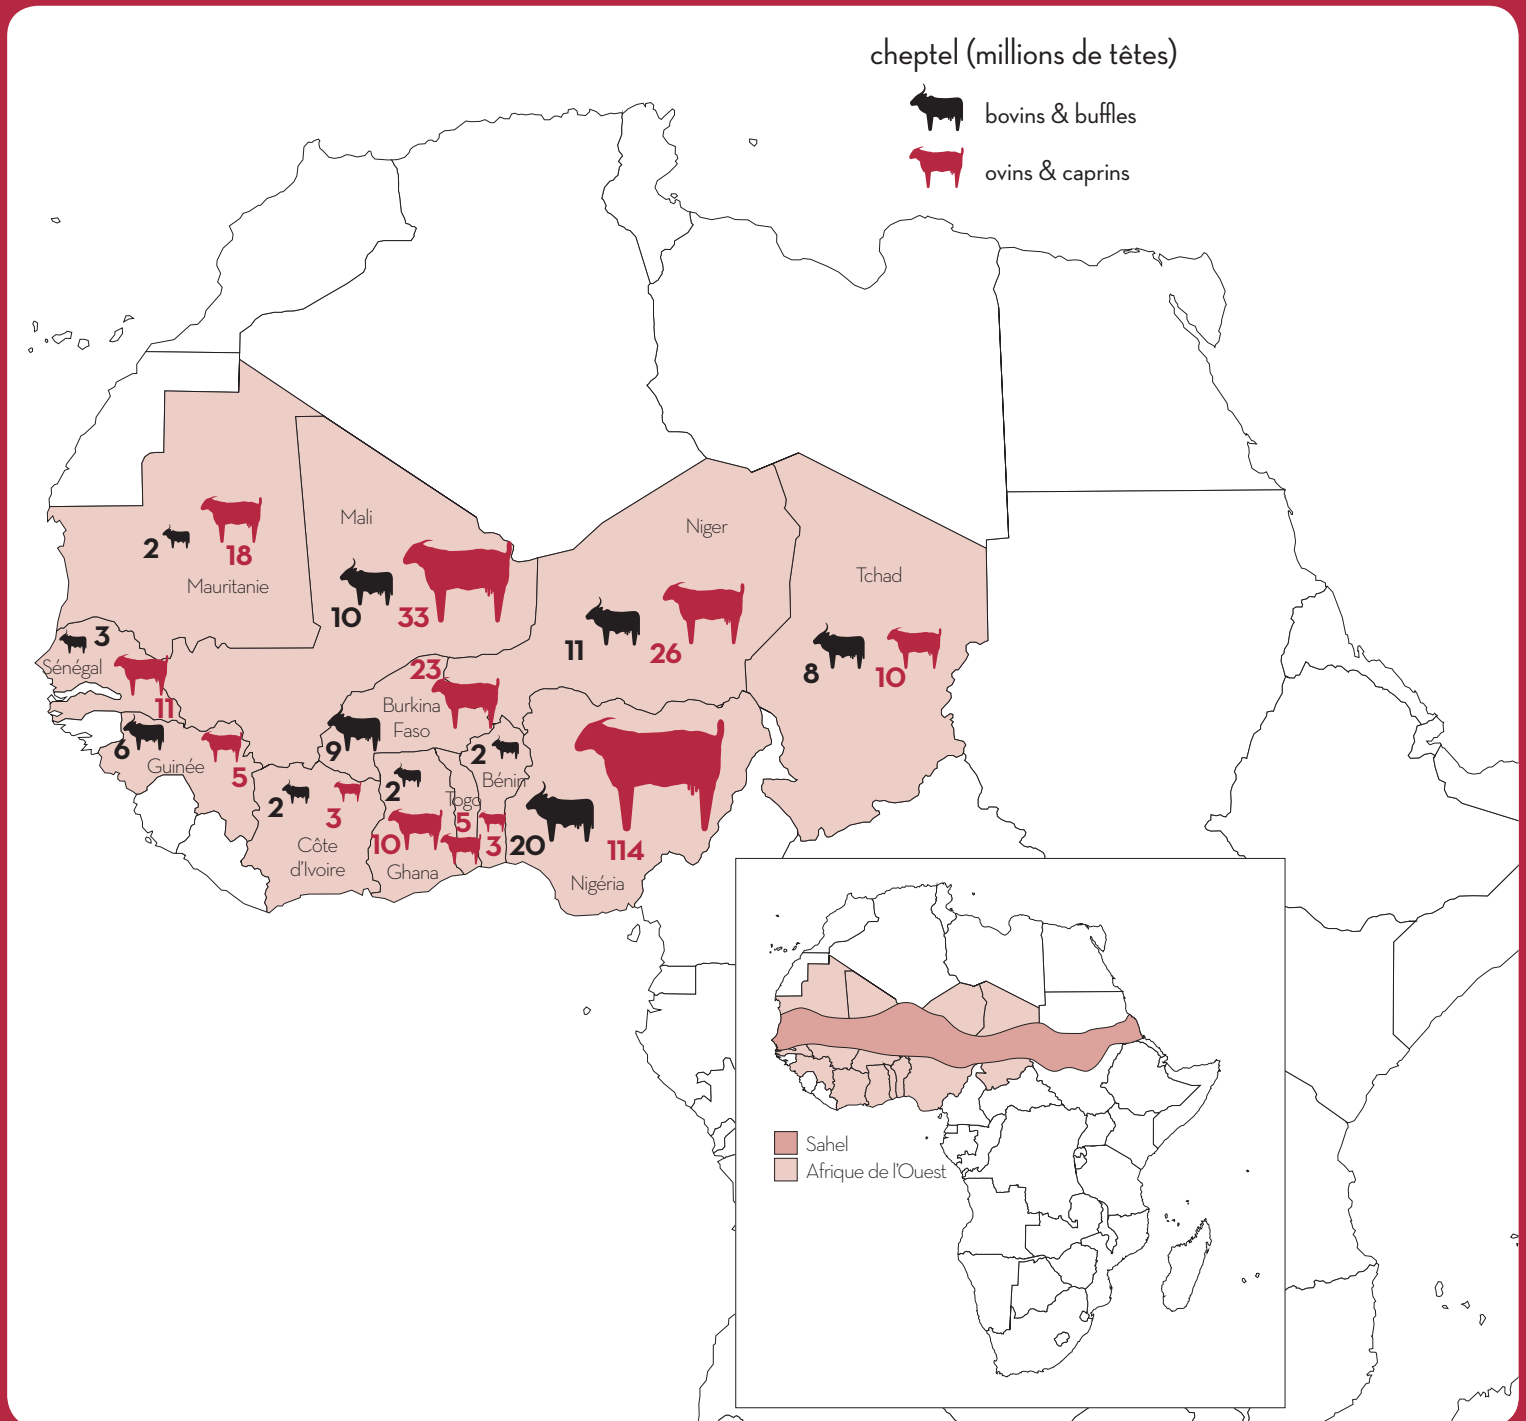 cheptel (millions de têtes)
bovins & buffles
ovins & caprins
Mali
Niger
2
18
Mauritanie
Tchad
10
33
11
26
8
10
3
Sénégal
11
23
Burkina
Faso
9
6
Guinée
5
2
3
Côte
d'Ivoire
2
10
Ghana
Togo
5
2
Bénin
3
20
114
Nigéria
Sahel
Afrique de l'Ouest